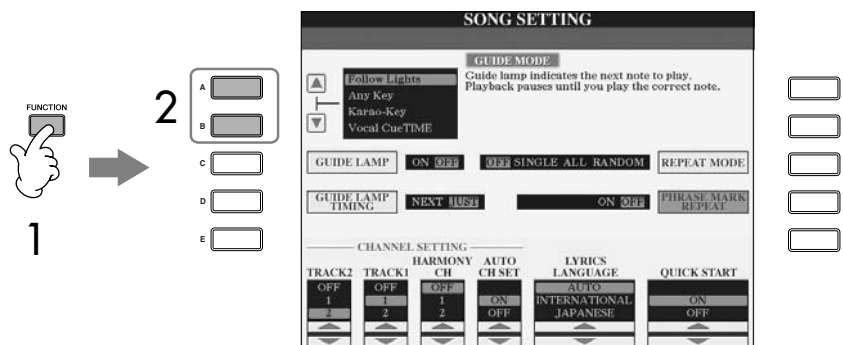 SONG SETTING
GUIDE MODE
Follow Lights
Any Key
Karao-Key
Vocal CueTIME
Guide lamp indicates the next note to play.
Playback pauses until you play the correct note.
FUNCTION
1
2
A
B
C
D
E
GUIDE LAMP ON OFF OFF SINGLE ALL RANDOM REPEAT MODE
GUIDE LAMP TIMING NEXT JUST ON OFF PHRASE MARK REPEAT
CHANNEL SETTING
TRACK2 TRACK1 HARMONY CH AUTO CH SET LYRICS LANGUAGE QUICK START
OFF OFF OFF AUTO
1 1 1 ON INTERNATIONAL ON
2 2 2 OFF JAPANESE OFF